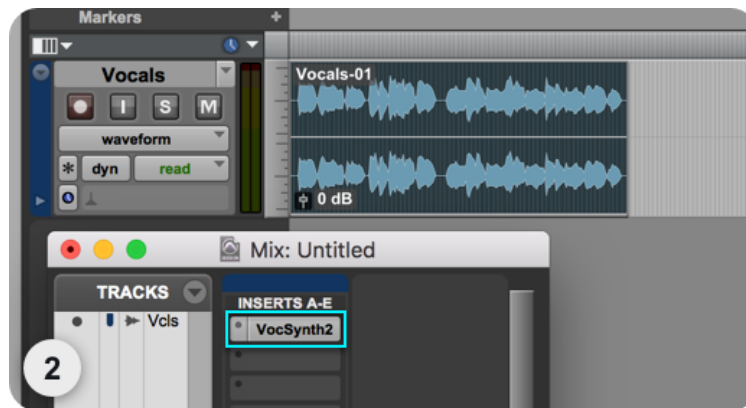 Markers
+
Vocals
Vocals-01
I S M
waveform
* dyn read
0 dB
Mix: Untitled
TRACKS
INSERTS A-E
Vcls
VocSynth2
2